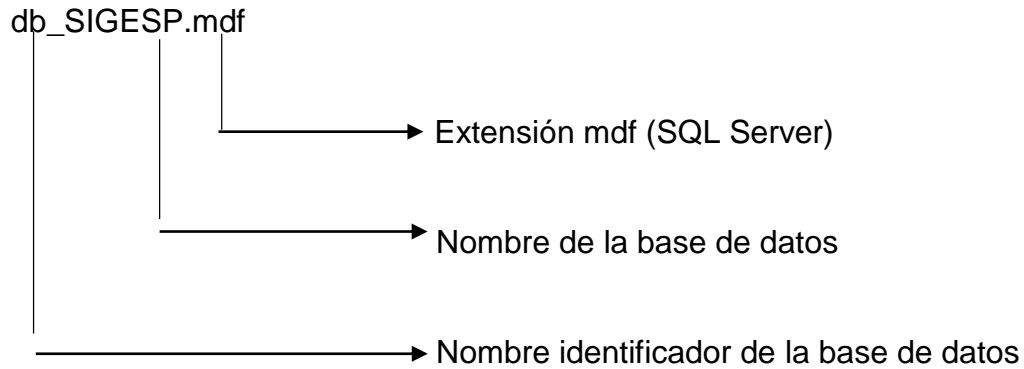 db_SIGESP.mdf
Extensión mdf (SQL Server)
Nombre de la base de datos
Nombre identificador de la base de datos